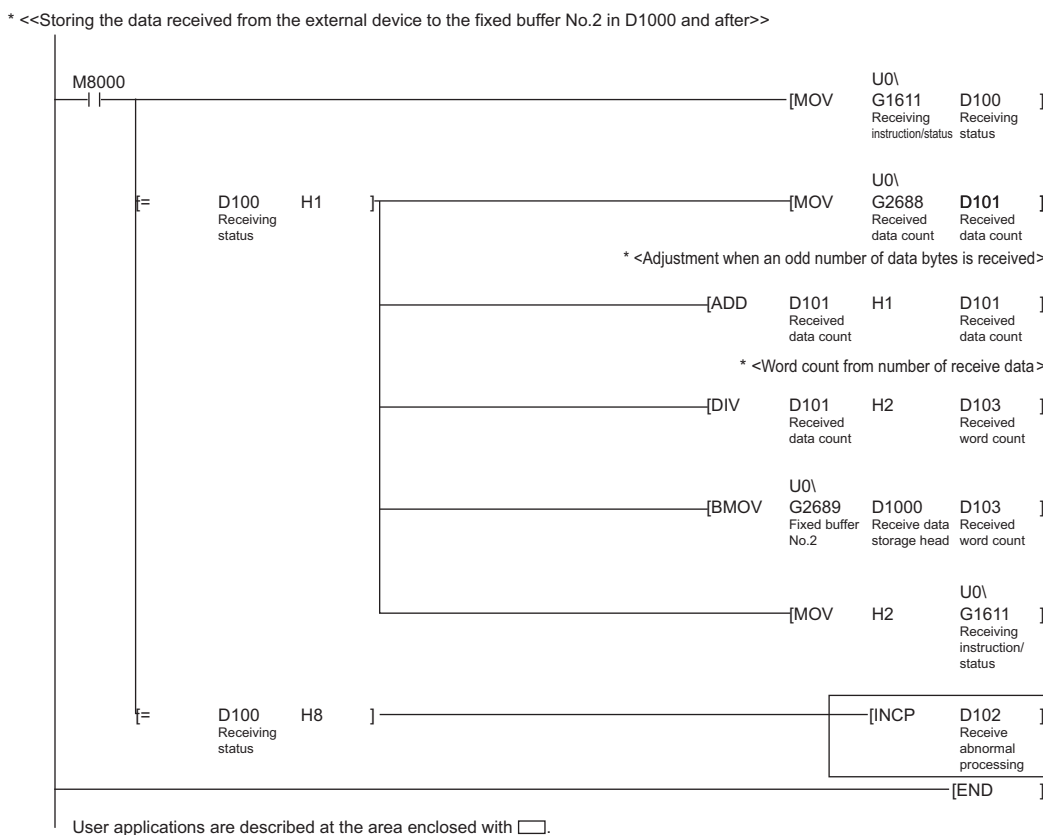 * <<Storing the data received from the external device to the fixed buffer No.2 in D1000 and after>>
M8000
[MOV U0\ G1611 D100 ]
Receiving instruction/status Receiving status
[= D100 H1 ]
Receiving status
[MOV U0\ G2688 D101 ]
Received data count Received data count
* <Adjustment when an odd number of data bytes is received>
[ADD D101 H1 D101 ]
Received data count Received data count
* <Word count from number of receive data>
[DIV D101 H2 D103 ]
Received data count Received word count
[BMOV U0\ G2689 D1000 D103 ]
Fixed buffer No.2 Receive data storage head Received word count
[MOV H2 U0\ G1611 ]
Receiving instruction/ status
[= D100 H8 ]
Receiving status
[INCP D102 ]
Receive abnormal processing
[END ]
User applications are described at the area enclosed with .